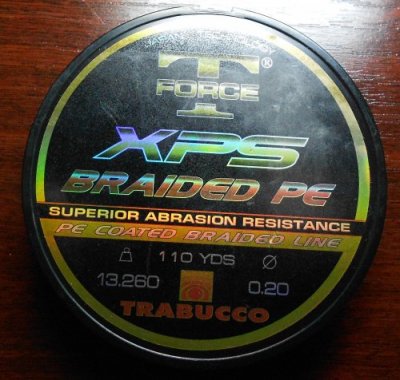 JAPANESE TECHNOLOGY
T ®
FORCE
XPS
BRAIDED PE
SUPERIOR ABRASION RESISTANCE
PE COATED BRAIDED LINE
110 YDS Ø
13.260 0.20
TRABUCCO